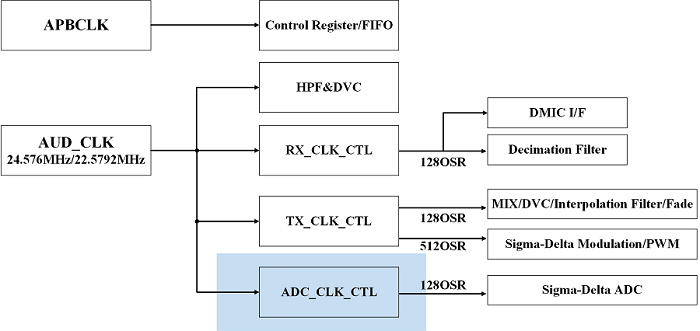 APBCLK
Control Register/FIFO
HPF&DVC
AUD_CLK
24.576MHz/22.5792MHz
RX_CLK_CTL
128OSR
DMIC I/F
Decimation Filter
TX_CLK_CTL
128OSR
MIX/DVC/Interpolation Filter/Fade
512OSR
Sigma-Delta Modulation/PWM
ADC_CLK_CTL
128OSR
Sigma-Delta ADC